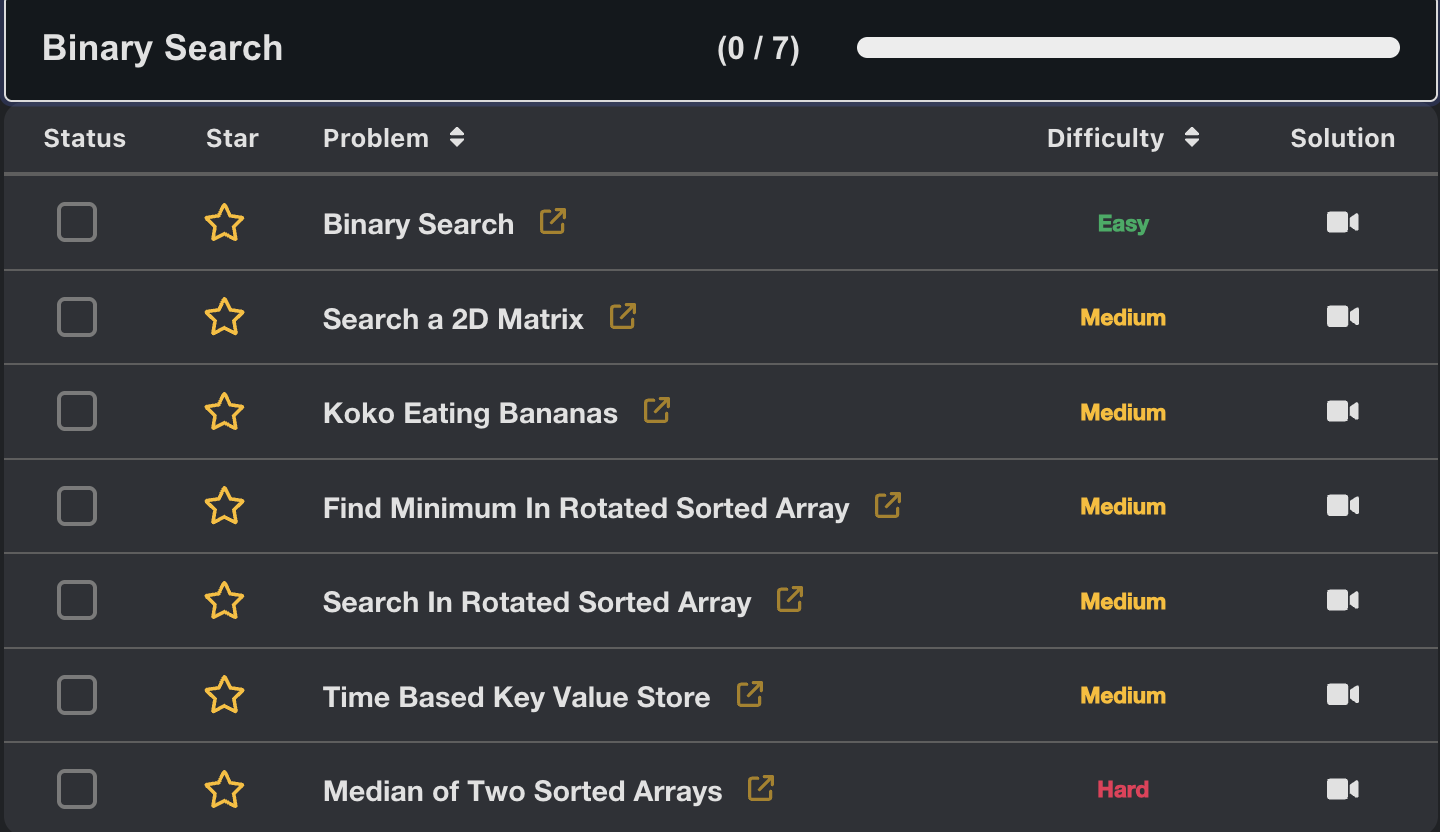 Binary Search (0 / 7)
Status Star Problem Difficulty Solution
Binary Search Easy
Search a 2D Matrix Medium
Koko Eating Bananas Medium
Find Minimum In Rotated Sorted Array Medium
Search In Rotated Sorted Array Medium
Time Based Key Value Store Medium
Median of Two Sorted Arrays Hard